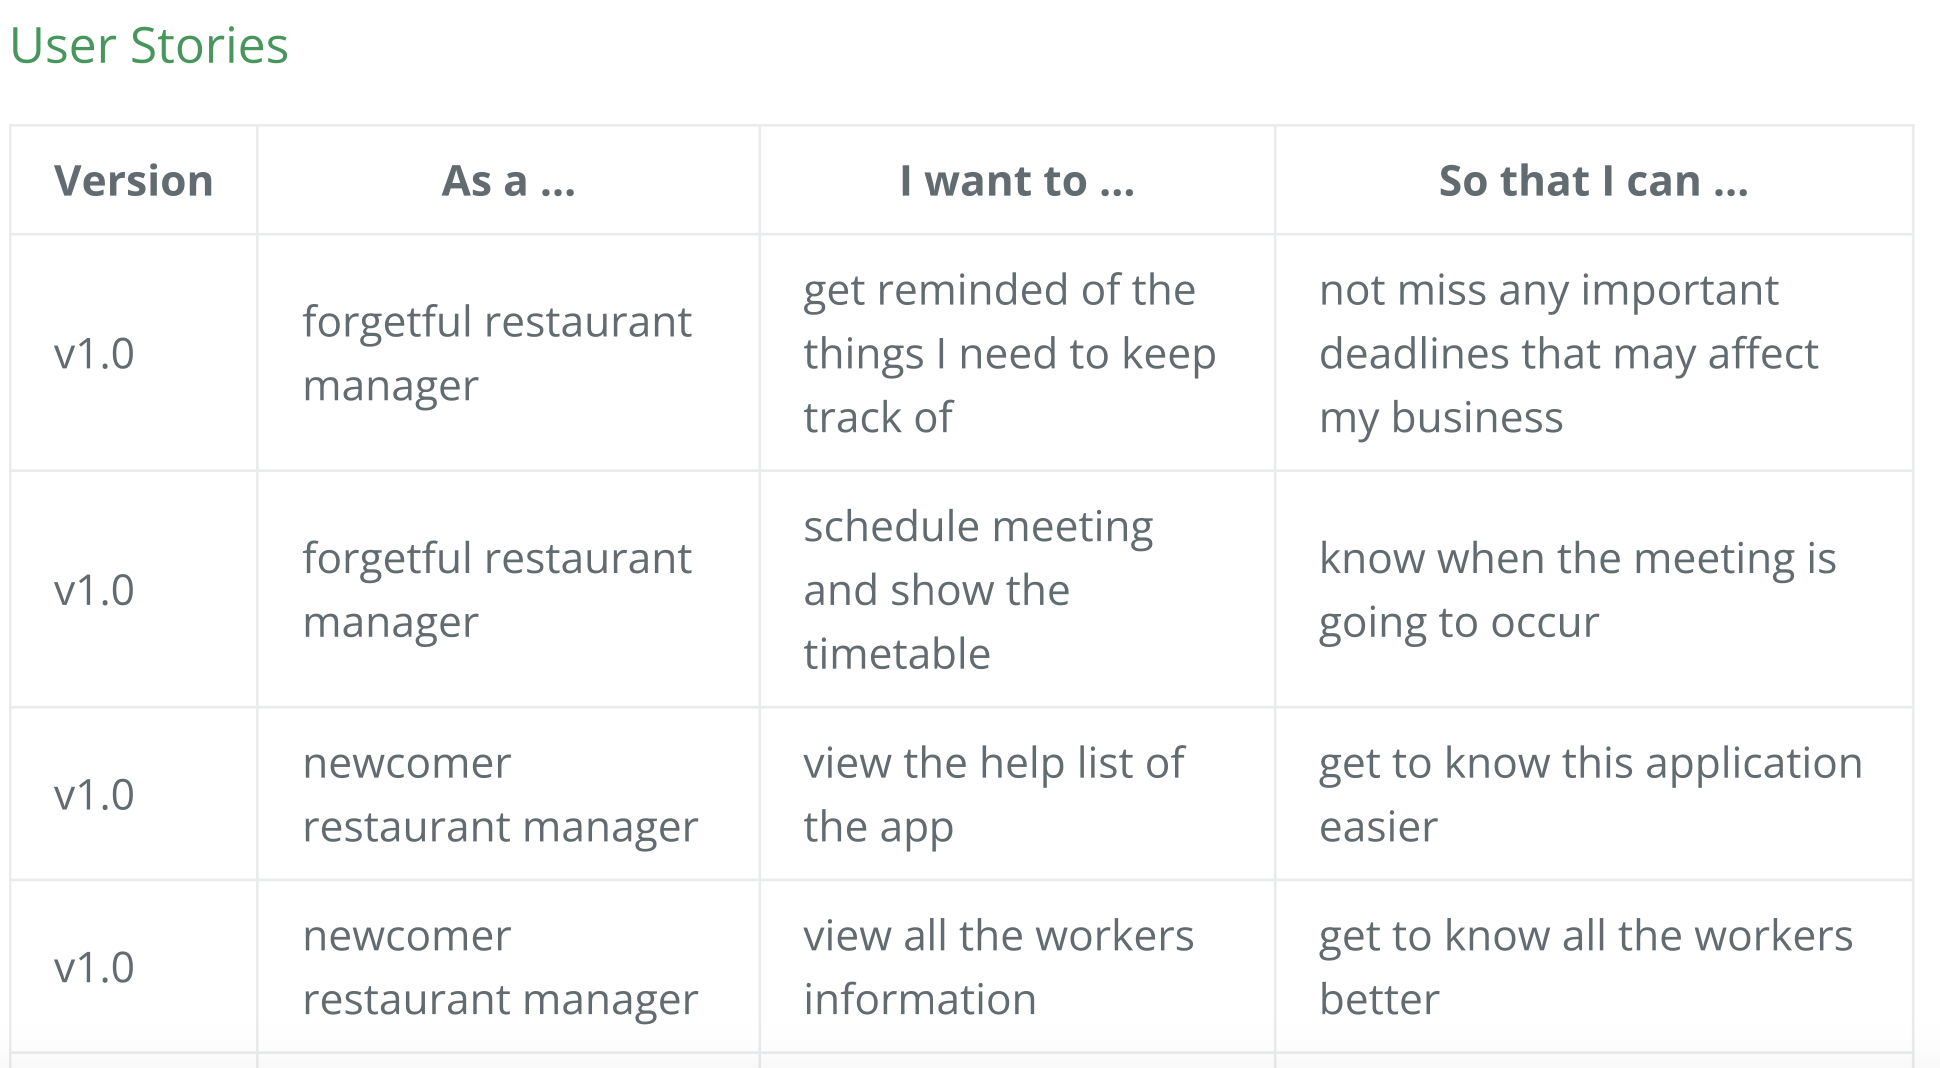 User Stories
Version As a ... I want to ... So that I can ...
v1.0
forgetful restaurant
manager
get reminded of the
things I need to keep
track of
not miss any important
deadlines that may affect
my business
v1.0
forgetful restaurant
manager
schedule meeting
and show the
timetable
know when the meeting is
going to occur
v1.0
newcomer
restaurant manager
view the help list of
the app
get to know this application
easier
v1.0
newcomer
restaurant manager
view all the workers
information
get to know all the workers
better